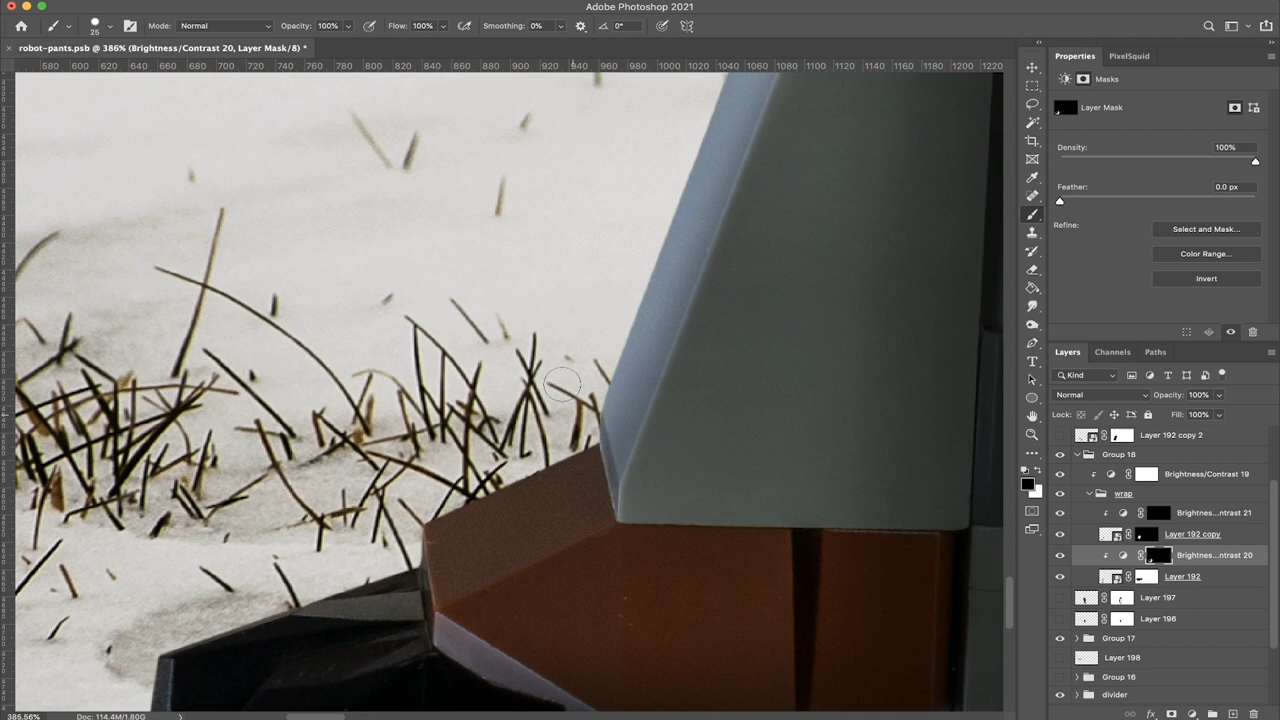 Adobe Photoshop 2021
25 Mode: Normal Opacity: 100% Flow: 100% Smoothing: 0% 0°
× robot-pants.psb @ 386% (Brightness/Contrast 20, Layer Mask/8) *
580 600 620 640 660 680 700 720 740 760 780 800 820 840 860 880 900 920 940 960 980 1000 1020 1040 1060 1080 1100 1120 1140 1160 1180 1200 1220
Properties PixelSquid
Masks
Layer Mask
Density: 100%
Feather: 0.0 px
Refine: Select and Mask...
Color Range...
Invert
Layers Channels Paths
Kind
Normal Opacity: 100%
Lock: Fill: 100%
Layer 192 copy 2
Group 18
Brightness/Contrast 19
wrap
Brightnes...ntrast 21
Layer 192 copy
Brightnes...ntrast 20
Layer 192
Layer 197
Layer 196
Group 17
Layer 198
Group 16
divider
385.56% Doc: 114.4M/1.80G